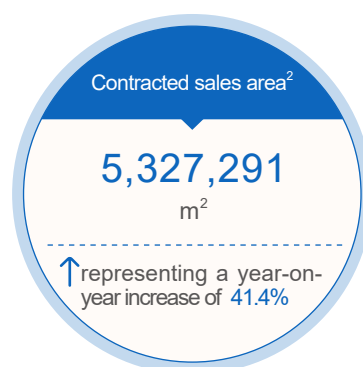 Contracted sales area²
5,327,291
m²
↑representing a year-on-
year increase of 41.4%